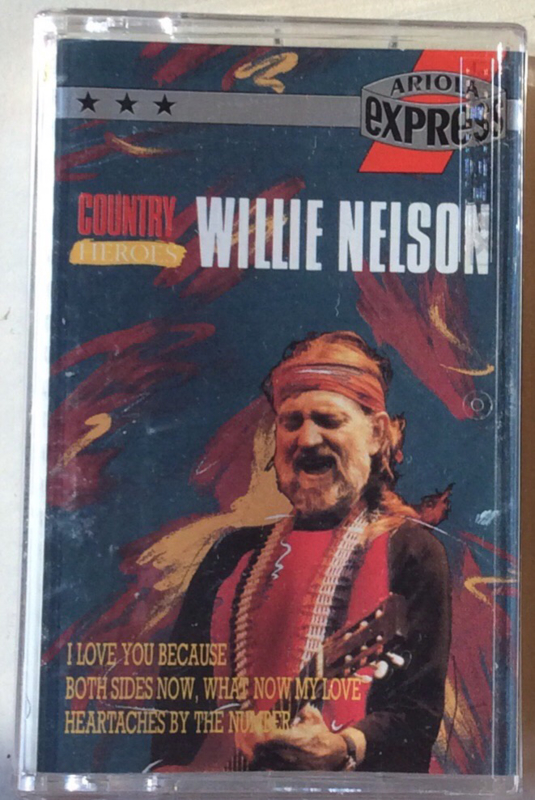 ARIOLA
EXPRESS
COUNTRY
HEROES
WILLIE NELSON
I LOVE YOU BECAUSE
BOTH SIDES NOW, WHAT NOW MY LOVE
HEARTACHES BY THE NUMBER